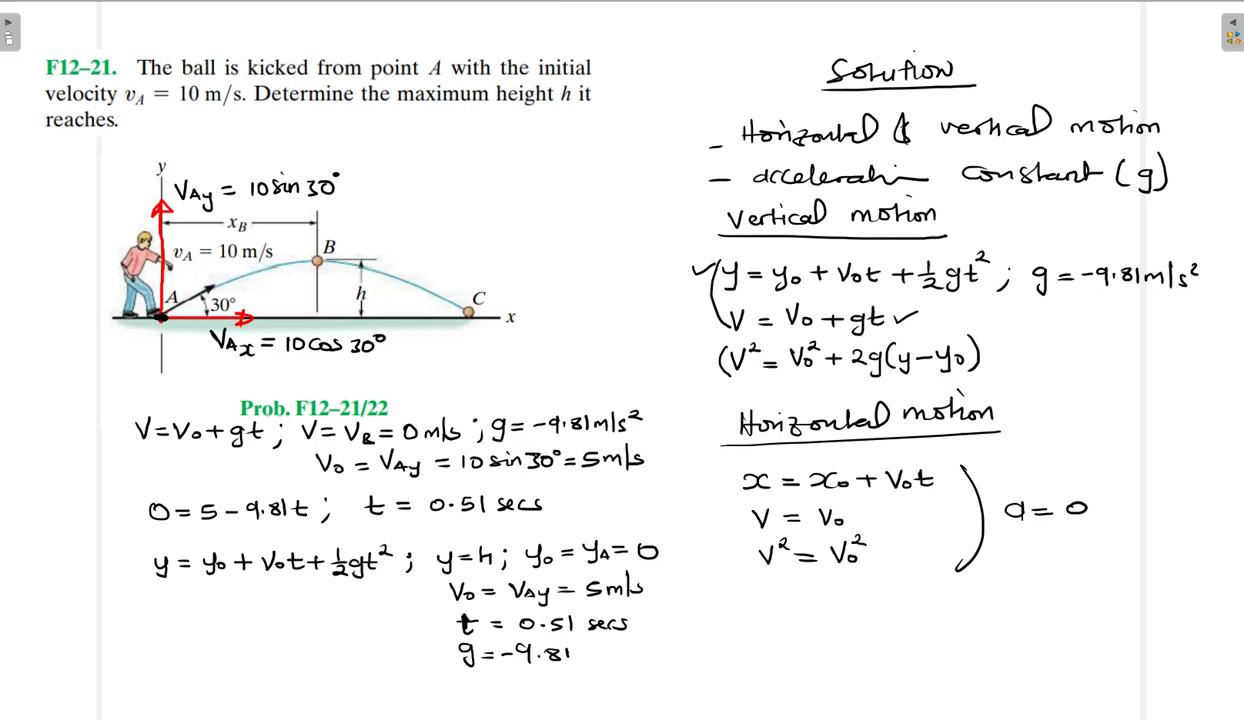 F12–21. The ball is kicked from point A with the initial
velocity v_A = 10 m/s. Determine the maximum height h it
reaches.
y
V_Ay = 10 sin 30°
x_B
v_A = 10 m/s
B
A
30°
h
C
x
V_Ax = 10 cos 30°
Prob. F12–21/22
V = V₀ + gt ; V = V_B = 0 m/s ; g = -9.81 m/s²
V₀ = V_Ay = 10 sin 30° = 5 m/s
0 = 5 - 9.81t ; t = 0.51 secs
y = y₀ + V₀t + ½gt² ; y = h ; y₀ = y_A = 0
V₀ = V_Ay = 5 m/s
t = 0.51 secs
g = -9.81
Solution
- Horizontal & vertical motion
- acceleration constant (g)
Vertical motion
✓ y = y₀ + V₀t + ½gt² ; g = -9.81 m/s²
V = V₀ + gt ✓
(V² = V₀² + 2g(y - y₀)
Horizontal motion
x = x₀ + V₀t
V = V₀
V² = V₀²
) a = 0